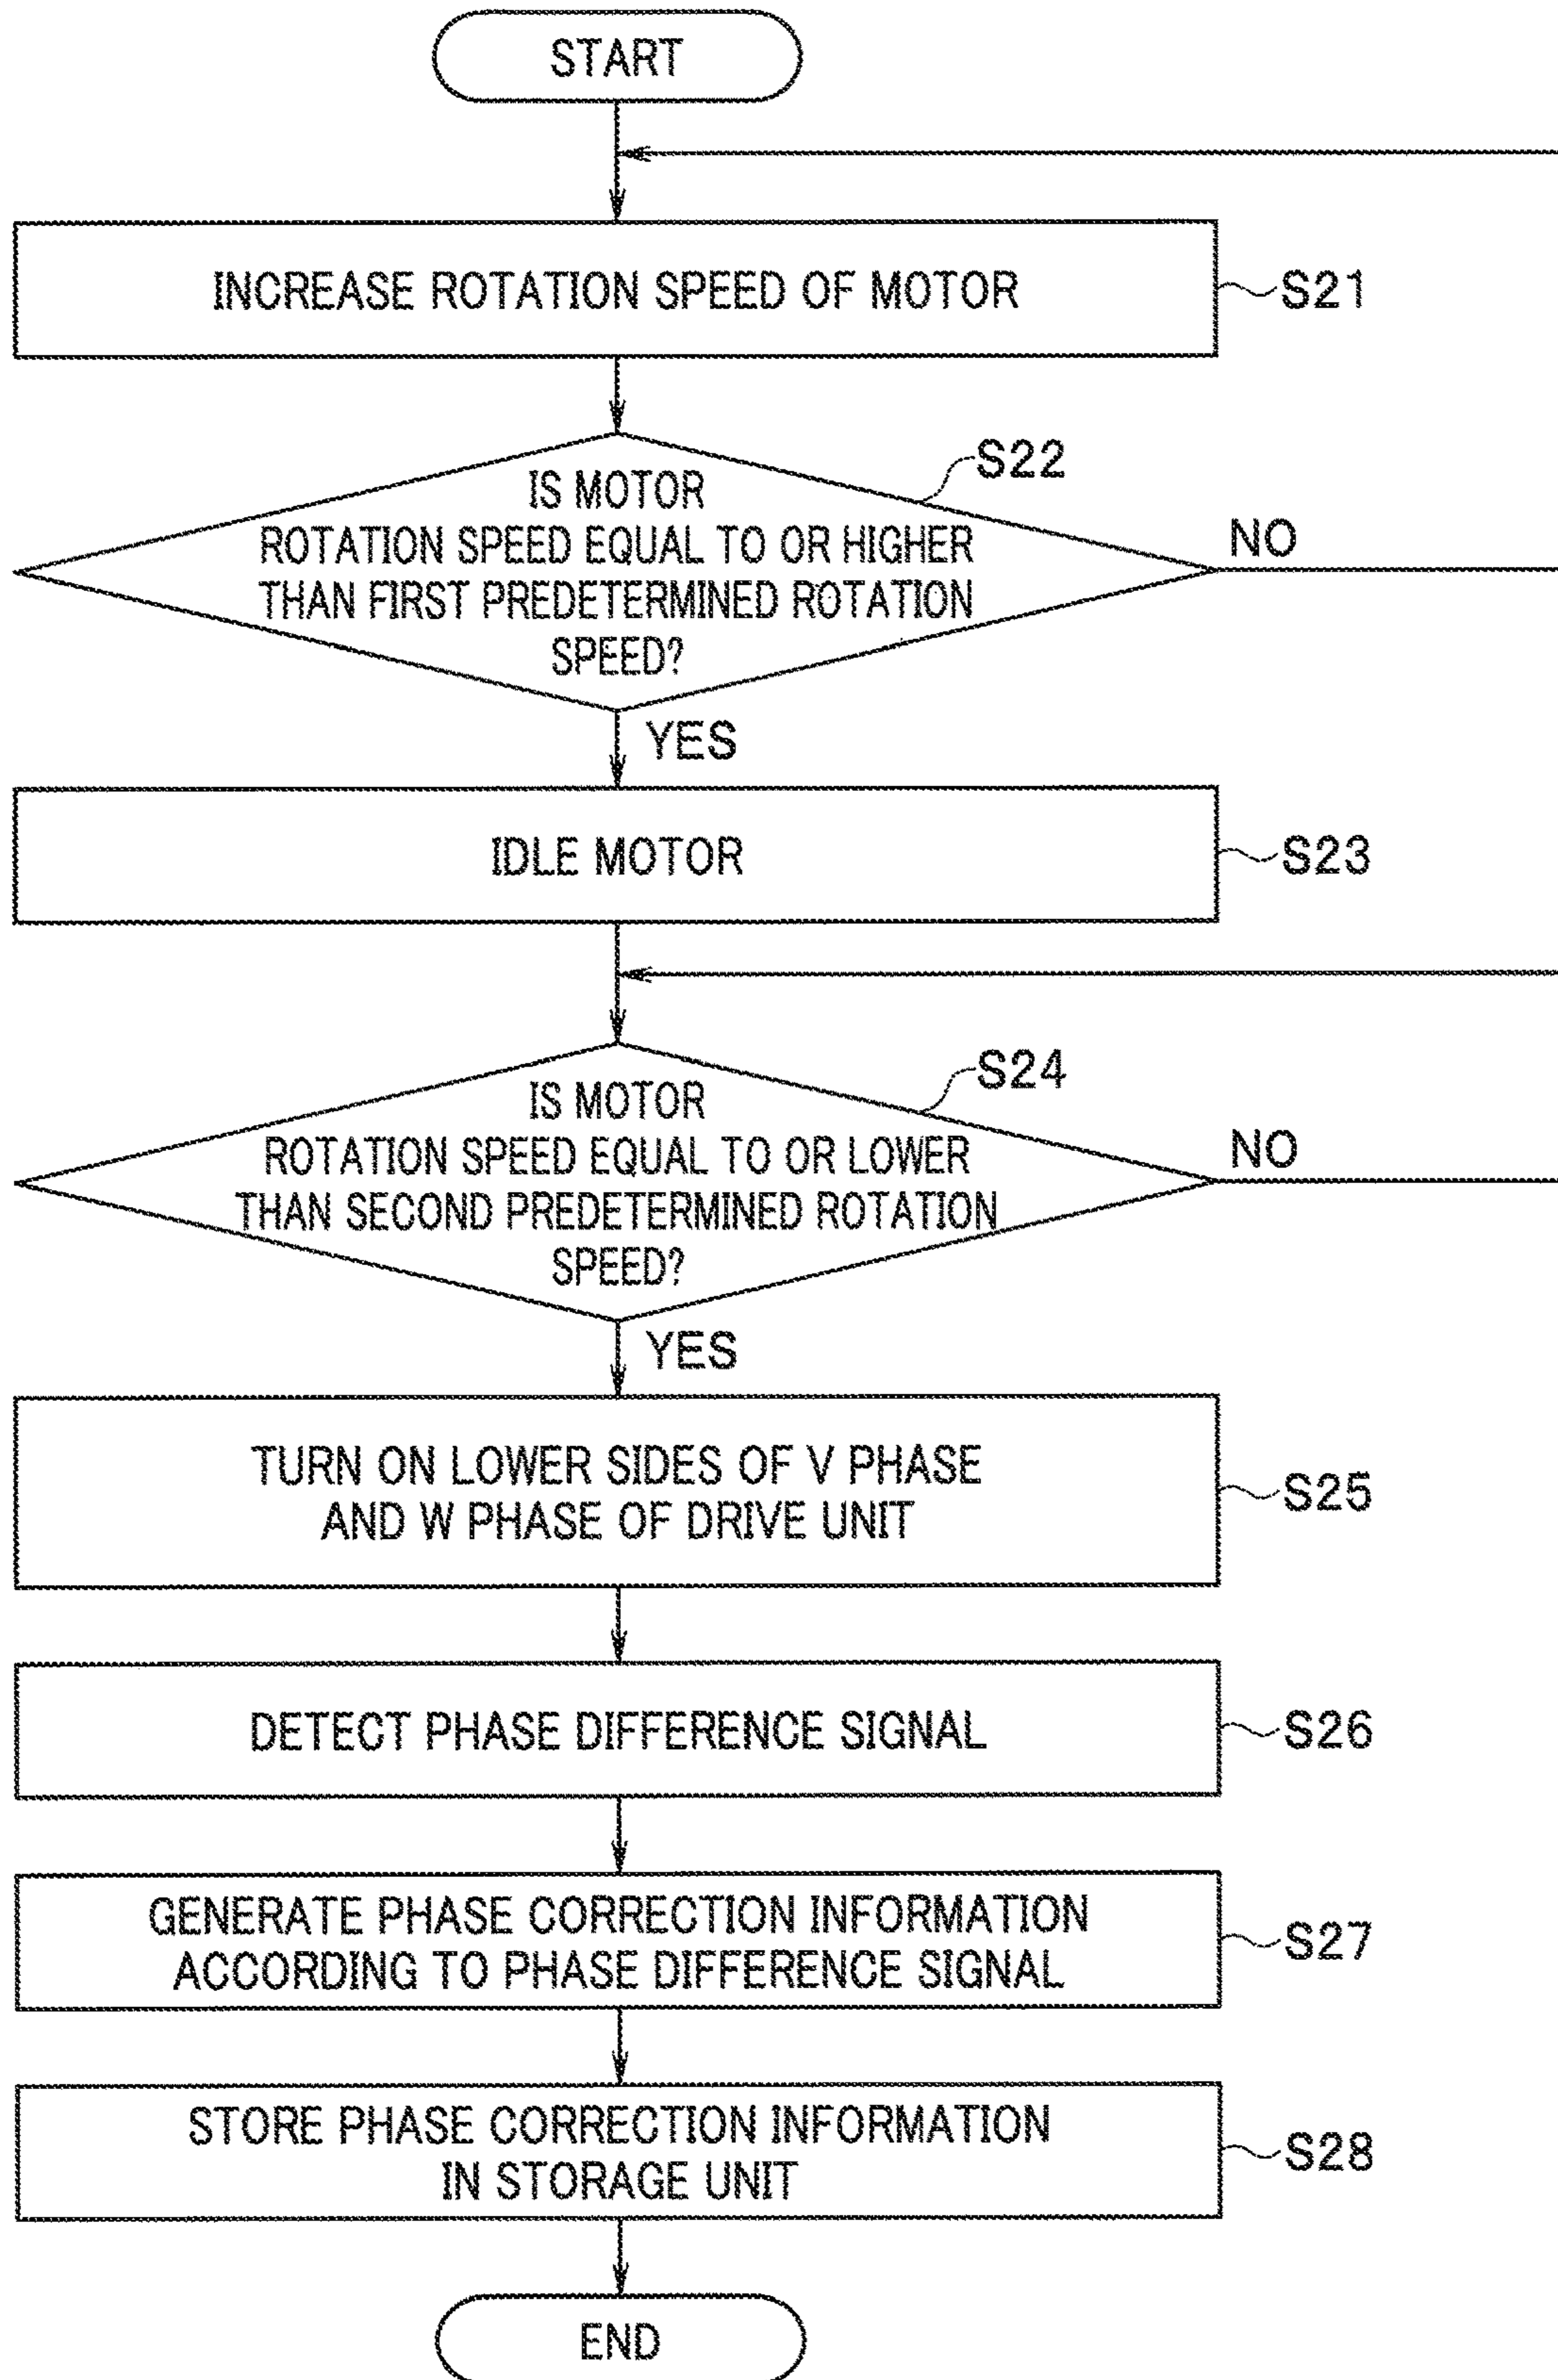 START
INCREASE ROTATION SPEED OF MOTOR
S21
S22
IS MOTOR
ROTATION SPEED EQUAL TO OR HIGHER
THAN FIRST PREDETERMINED ROTATION
SPEED?
NO
YES
IDLE MOTOR
S23
S24
IS MOTOR
ROTATION SPEED EQUAL TO OR LOWER
THAN SECOND PREDETERMINED ROTATION
SPEED?
NO
YES
TURN ON LOWER SIDES OF V PHASE
AND W PHASE OF DRIVE UNIT
S25
DETECT PHASE DIFFERENCE SIGNAL
S26
GENERATE PHASE CORRECTION INFORMATION
ACCORDING TO PHASE DIFFERENCE SIGNAL
S27
STORE PHASE CORRECTION INFORMATION
IN STORAGE UNIT
S28
END